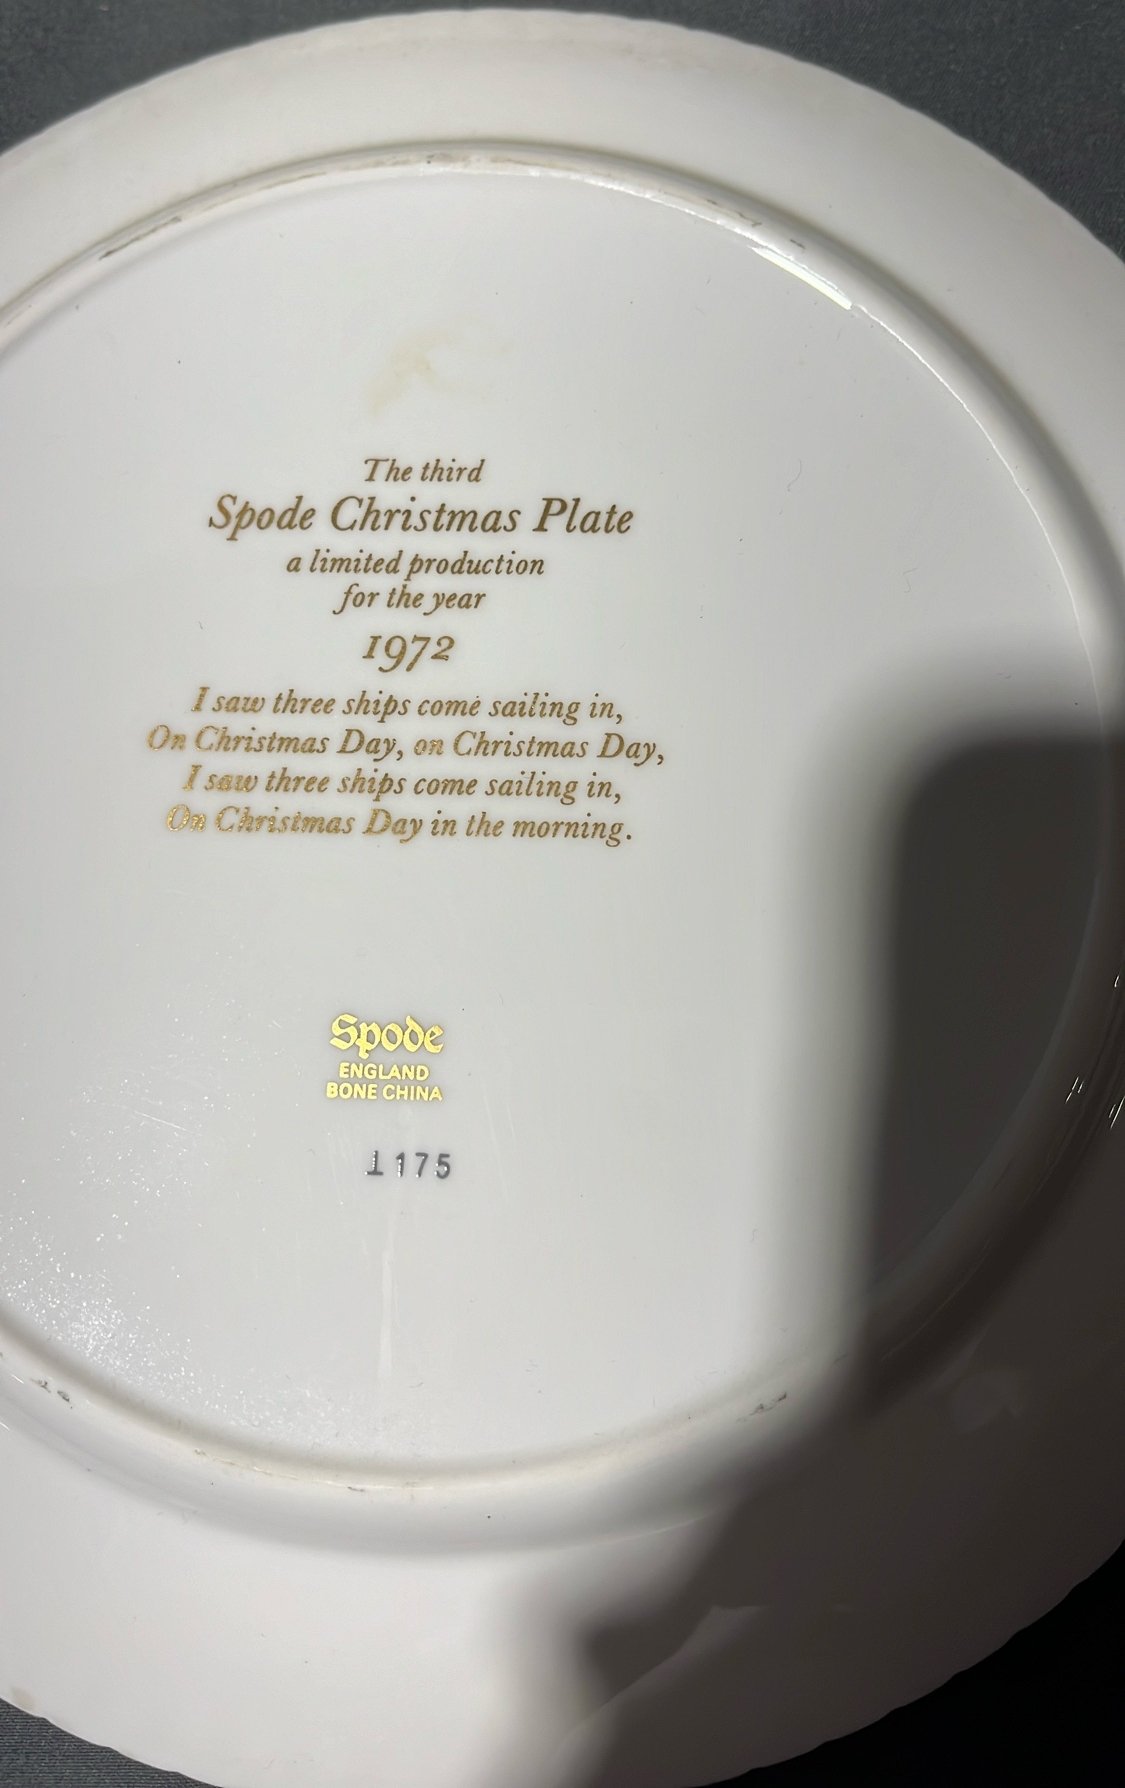 The third
Spode Christmas Plate
a limited production
for the year
1972
I saw three ships come sailing in,
On Christmas Day, on Christmas Day,
I saw three ships come sailing in,
On Christmas Day in the morning.
Spode
ENGLAND
BONE CHINA
1175